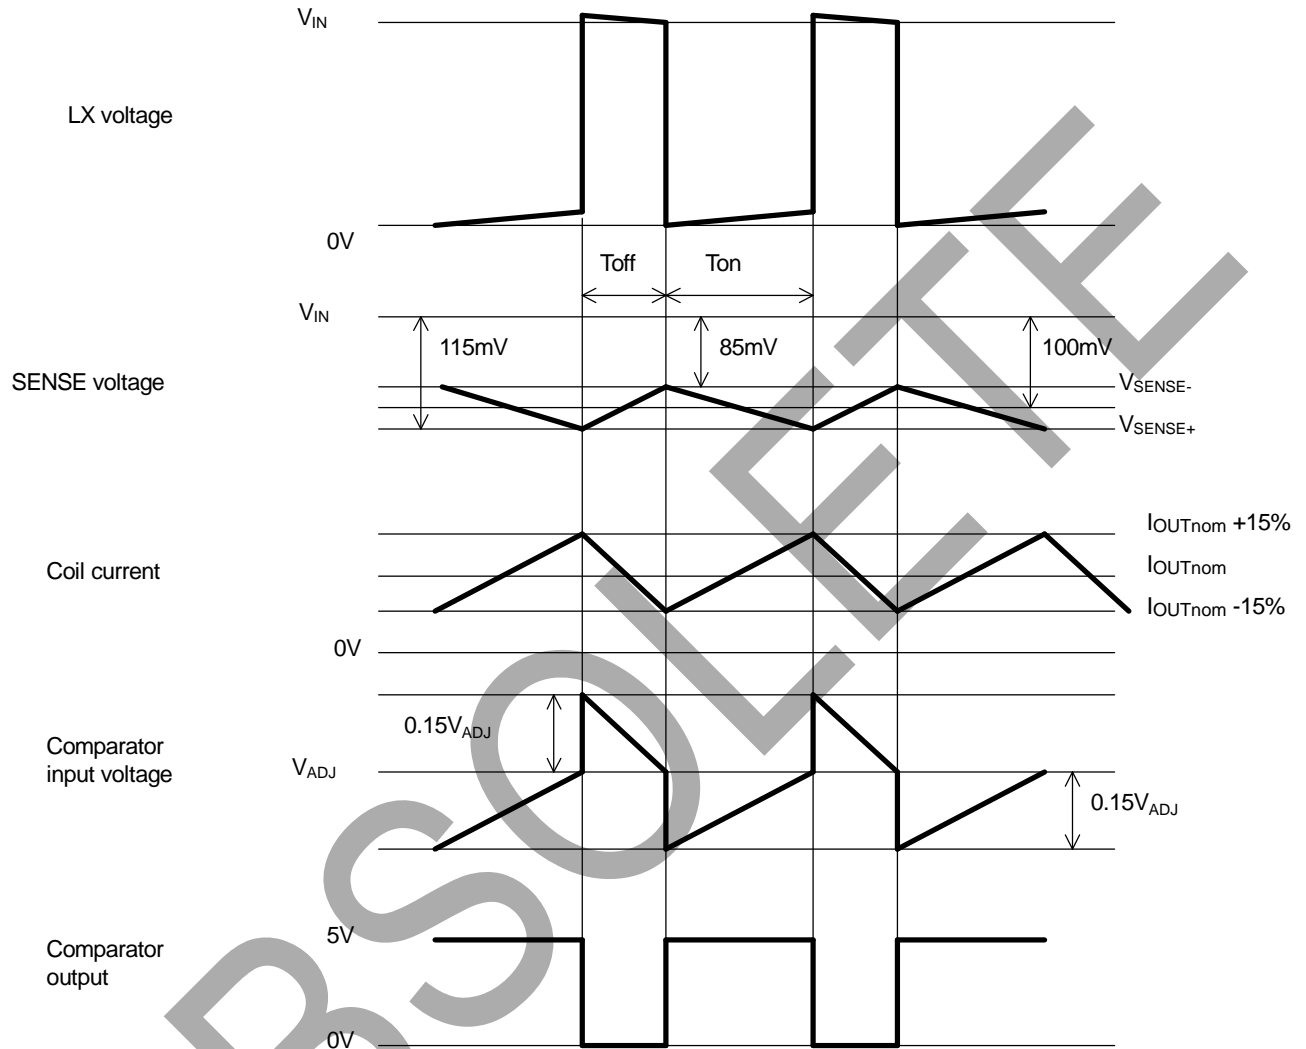 VIN
LX voltage
0V
Toff Ton
VIN
115mV 85mV 100mV
SENSE voltage
VSENSE-
VSENSE+
IOUTnom +15%
Coil current
IOUTnom
IOUTnom -15%
0V
0.15VADJ
Comparator
input voltage
VADJ
0.15VADJ
5V
Comparator
output
0V
BSOLETE